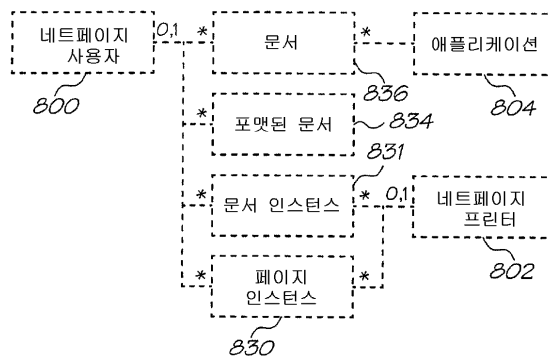 네트페이지
사용자
800
0,1
*
문서
*
836
애플리케이션
804
*
포맷된 문서
834
831
*
문서 인스턴스
*
0,1
네트페이지
프린터
802
*
페이지
인스턴스
*
830